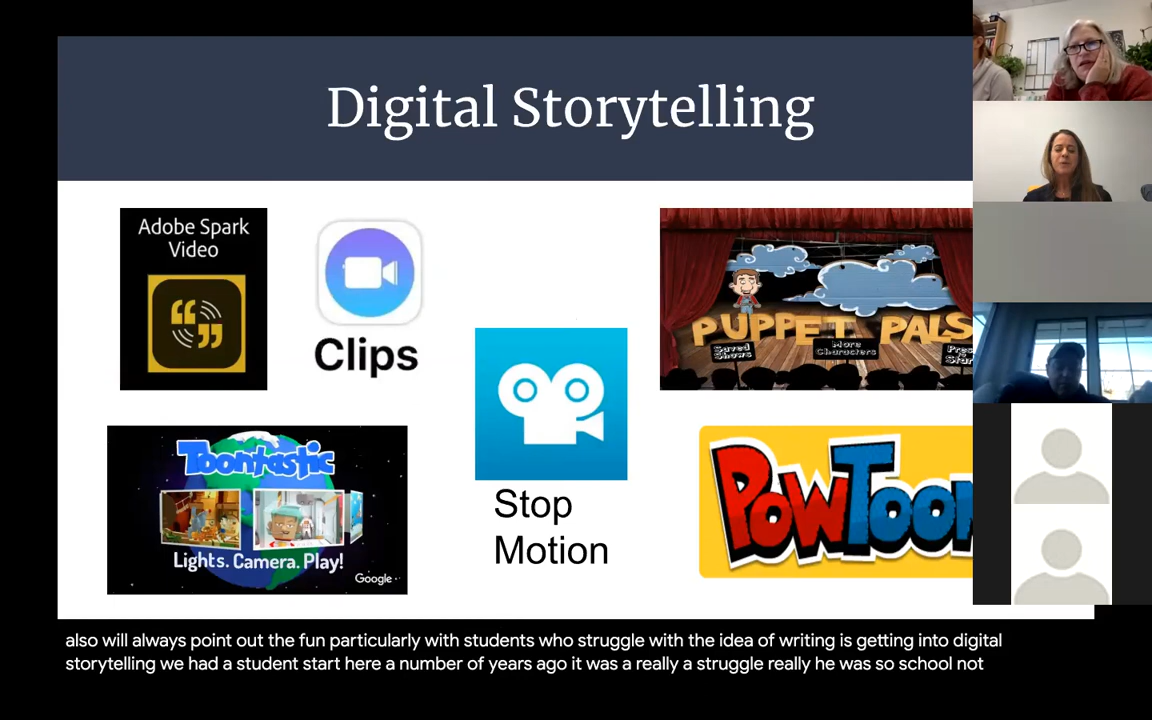 Digital Storytelling
Adobe Spark
Video
Clips
Stop
Motion
PUPPET PALS
Saved
Shows
More
Characters
Toontastic
Lights. Camera. Play!
Google
POWTOON
also will always point out the fun particularly with students who struggle with the idea of writing is getting into digital
storytelling we had a student start here a number of years ago it was a really a struggle really he was so school not